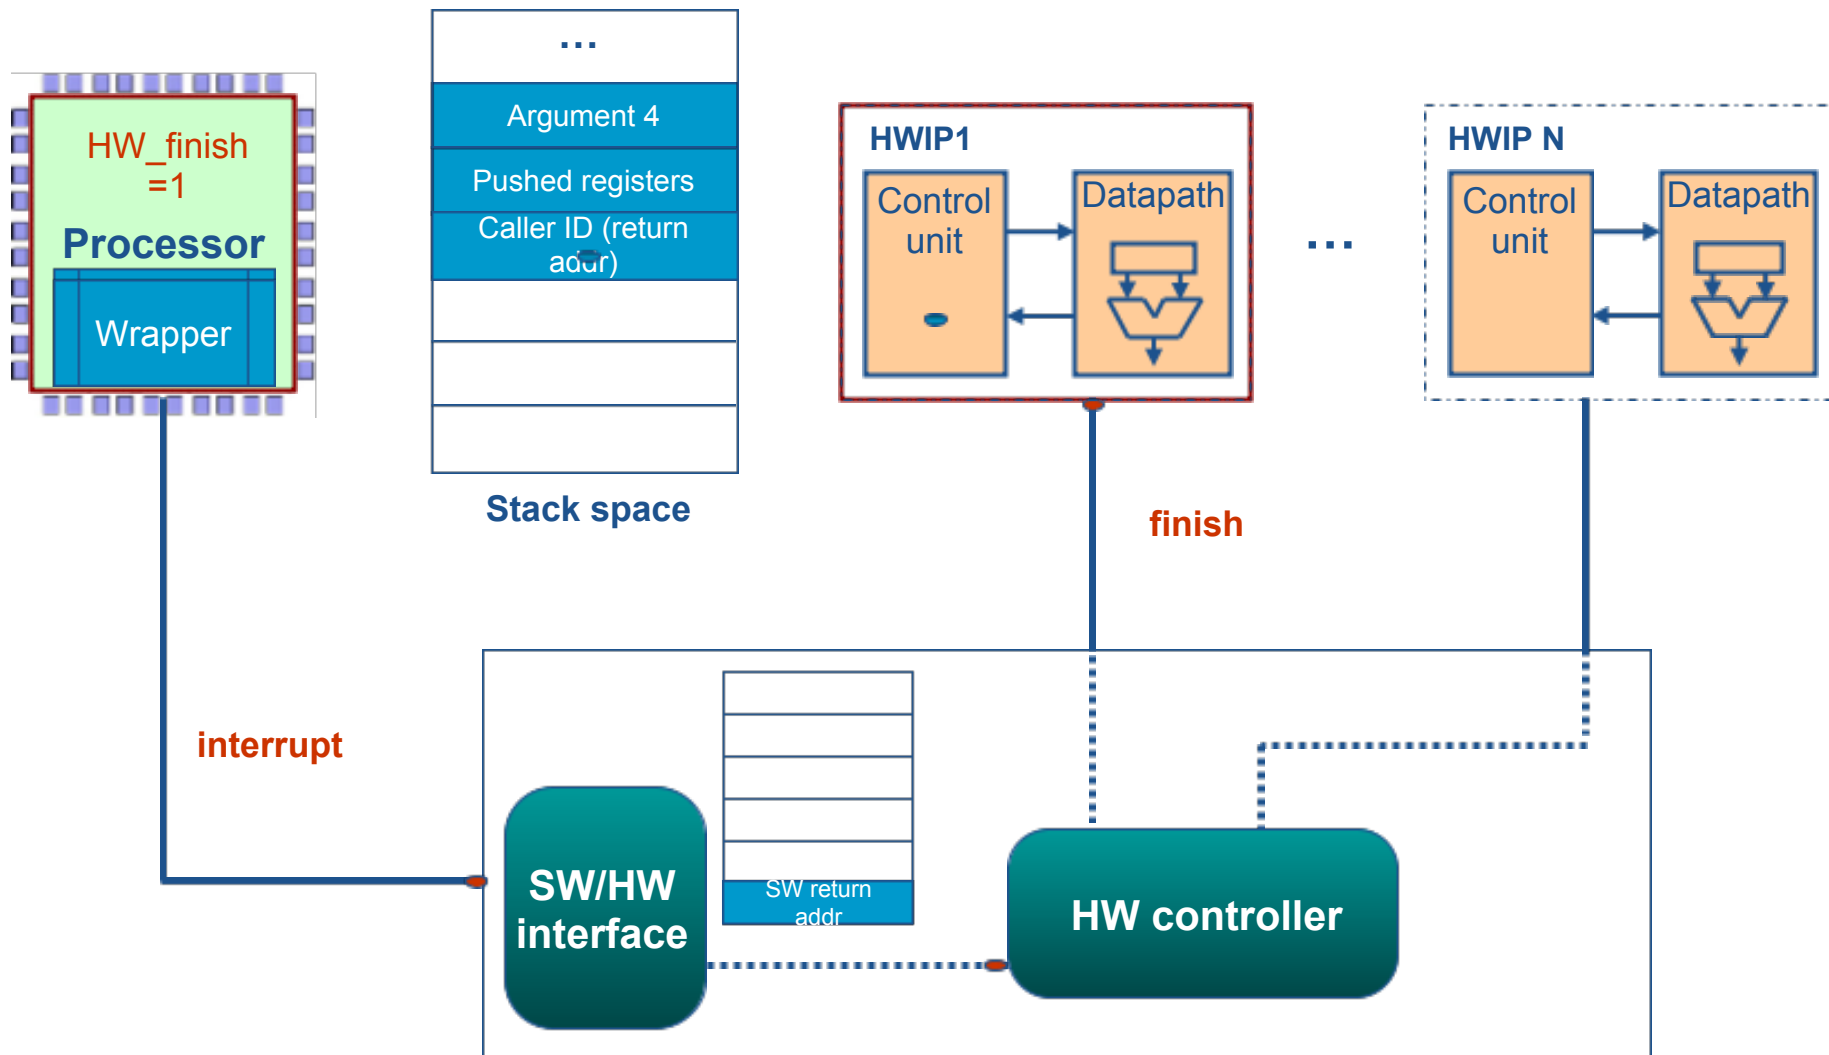 HW_finish
=1
Processor
Wrapper
...
Argument 4
Pushed registers
Caller ID (return
addr)
Stack space
HWIP1
Control
unit
Datapath
...
HWIP N
Control
unit
Datapath
finish
interrupt
SW/HW
interface
SW return
addr
HW controller